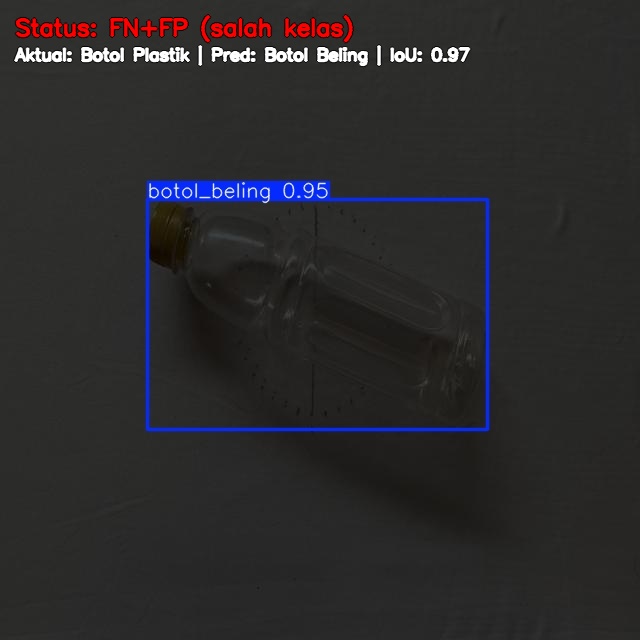 Status: FN+FP (salah kelas)
Aktual: Botol Plastik | Pred: Botol Beling | IoU: 0.97
botol_beling 0.95